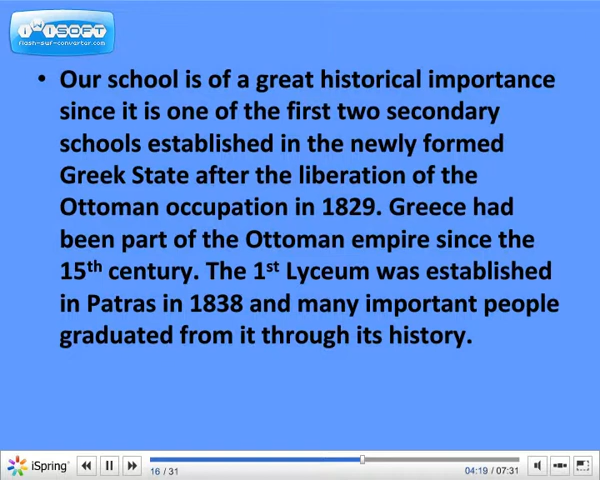 iWiSOFT
flash-swf-converter.com
• Our school is of a great historical importance
since it is one of the first two secondary
schools established in the newly formed
Greek State after the liberation of the
Ottoman occupation in 1829. Greece had
been part of the Ottoman empire since the
15th century. The 1st Lyceum was established
in Patras in 1838 and many important people
graduated from it through its history.
iSpring
16 / 31
04:19 / 07:31